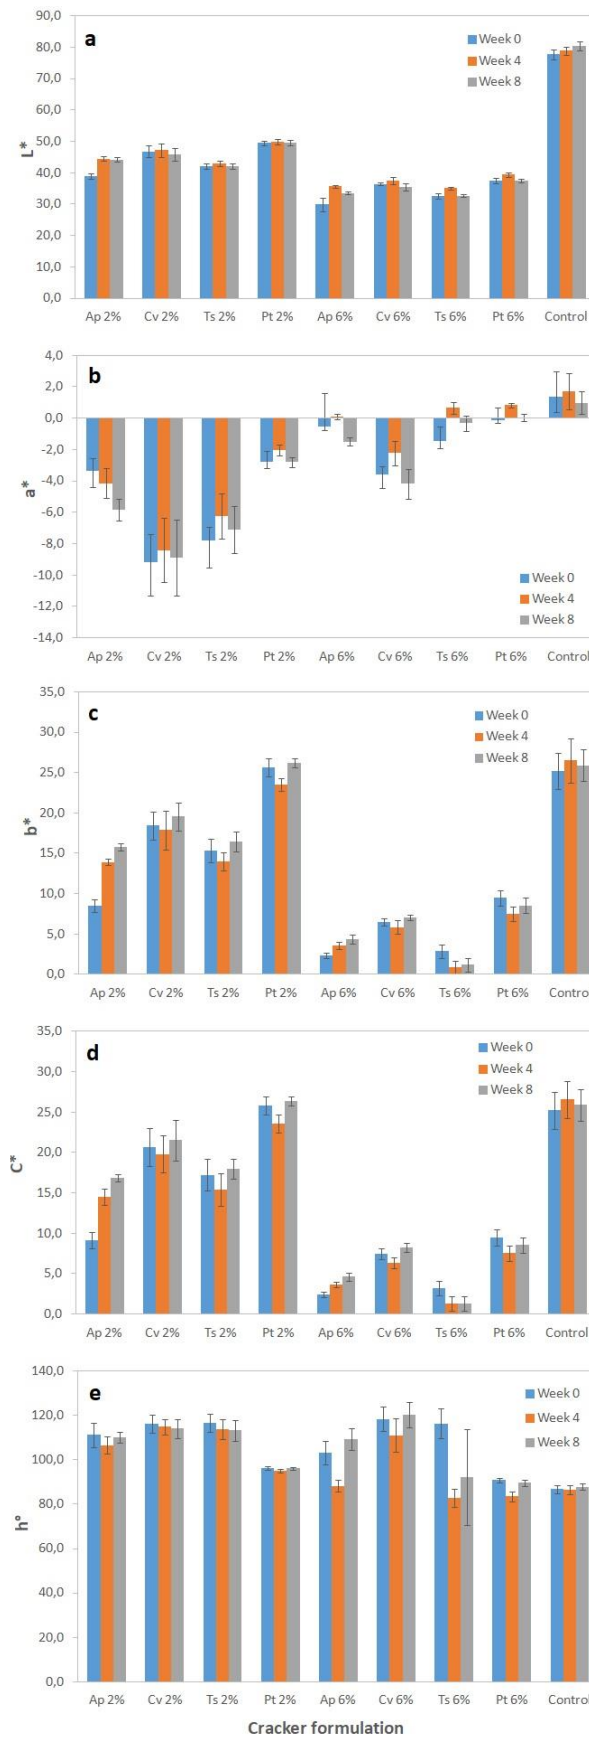 a
L*
90,0
80,0
70,0
60,0
50,0
40,0
30,0
20,0
10,0
0,0
Week 0
Week 4
Week 8
Ap 2% Cv 2% Ts 2% Pt 2% Ap 6% Cv 6% Ts 6% Pt 6% Control
b
a*
4,0
2,0
0,0
-2,0
-4,0
-6,0
-8,0
-10,0
-12,0
-14,0
Week 0
Week 4
Week 8
Ap 2% Cv 2% Ts 2% Pt 2% Ap 6% Cv 6% Ts 6% Pt 6% Control
c
b*
35,0
30,0
25,0
20,0
15,0
10,0
5,0
0,0
Week 0
Week 4
Week 8
Ap 2% Cv 2% Ts 2% Pt 2% Ap 6% Cv 6% Ts 6% Pt 6% Control
d
C*
35,0
30,0
25,0
20,0
15,0
10,0
5,0
0,0
Week 0
Week 4
Week 8
Ap 2% Cv 2% Ts 2% Pt 2% Ap 6% Cv 6% Ts 6% Pt 6% Control
e
h°
140,0
120,0
100,0
80,0
60,0
40,0
20,0
0,0
Week 0
Week 4
Week 8
Ap 2% Cv 2% Ts 2% Pt 2% Ap 6% Cv 6% Ts 6% Pt 6% Control
Cracker formulation